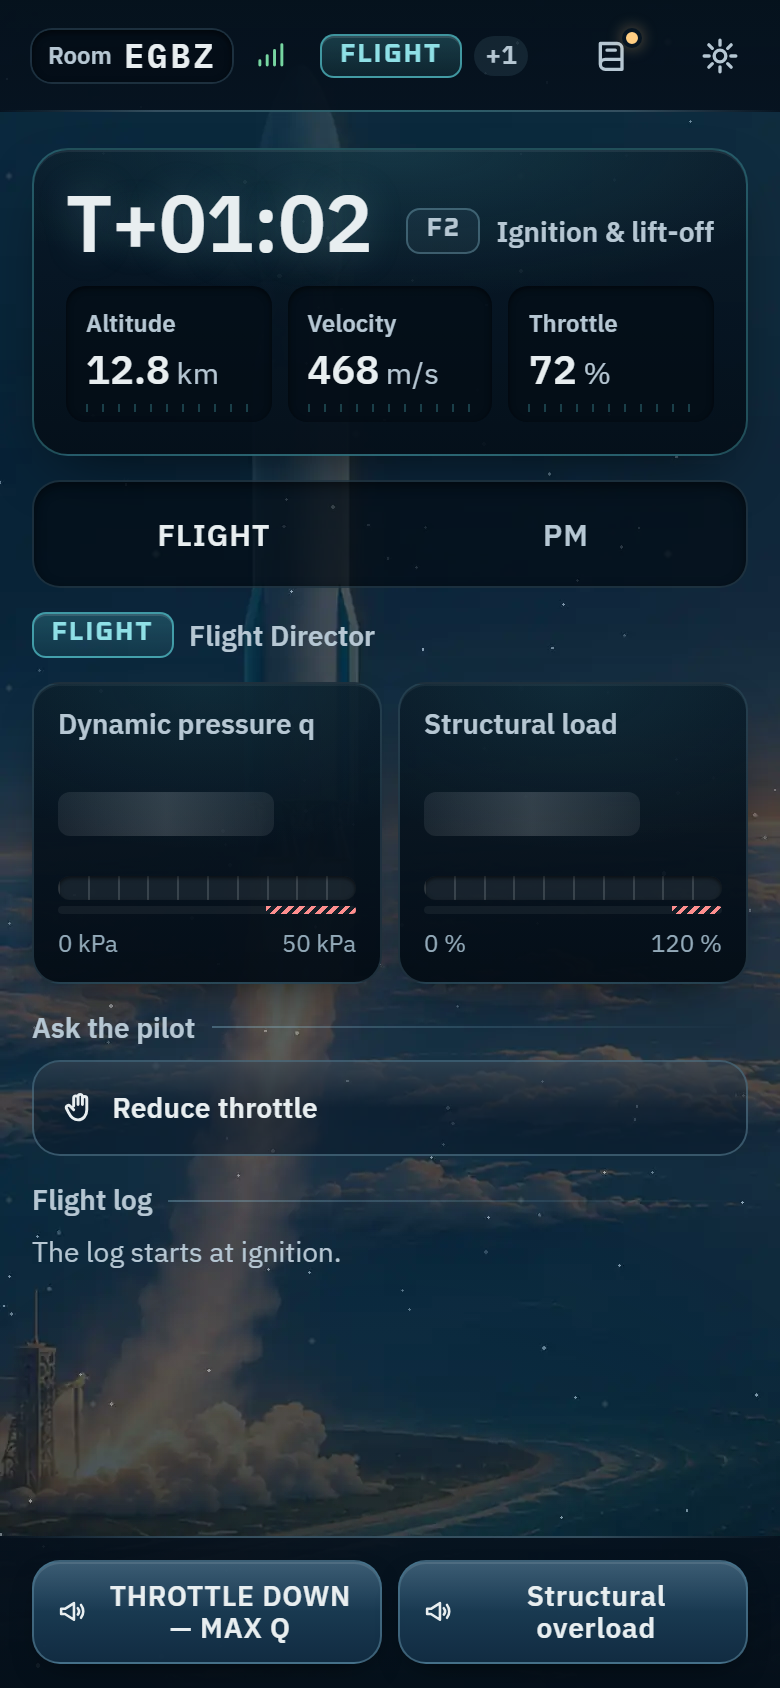 Room EGBZ FLIGHT +1
T+01:02 F2 Ignition & lift-off
Altitude Velocity Throttle
12.8 km 468 m/s 72 %
FLIGHT PM
FLIGHT Flight Director
Dynamic pressure q Structural load
0 kPa 50 kPa 0 % 120 %
Ask the pilot
Reduce throttle
Flight log
The log starts at ignition.
THROTTLE DOWN
— MAX Q
Structural
overload